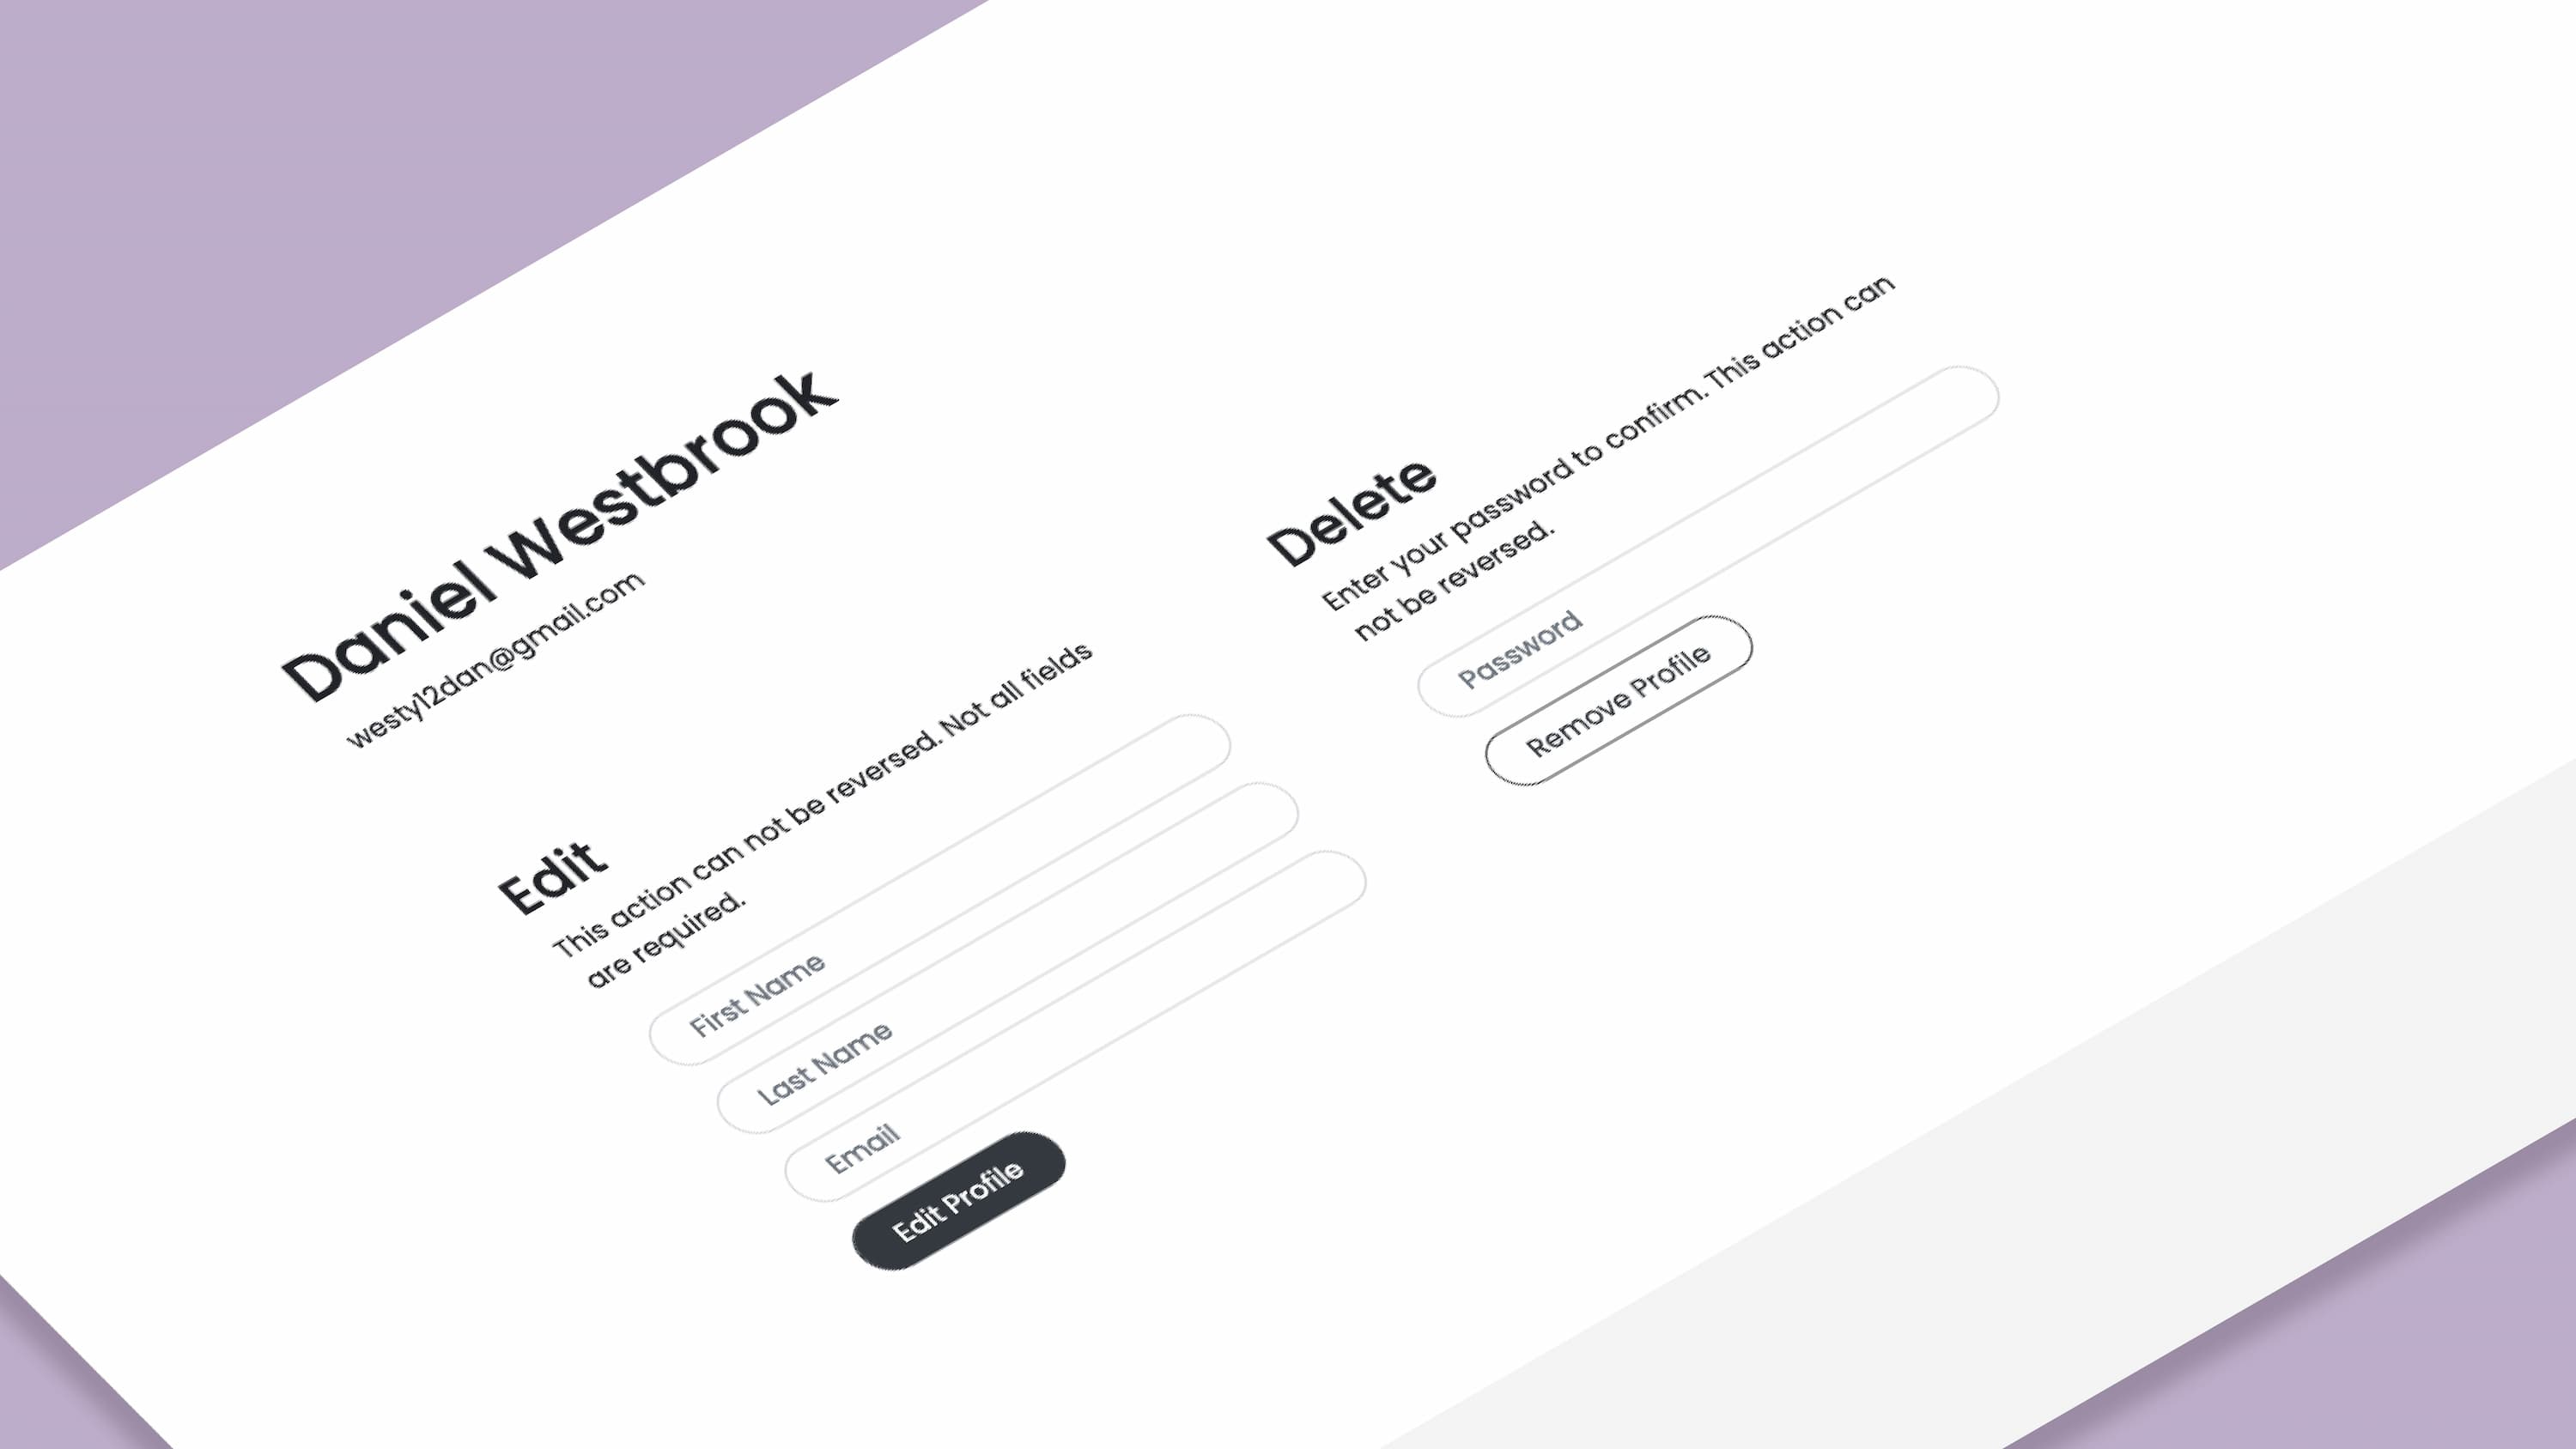 Daniel Westbrook
westy12dan@gmail.com
Edit
This action can not be reversed. Not all fields
are required.
First Name
Last Name
Email
Edit Profile
Delete
Enter your password to confirm. This action can
not be reversed.
Password
Remove Profile